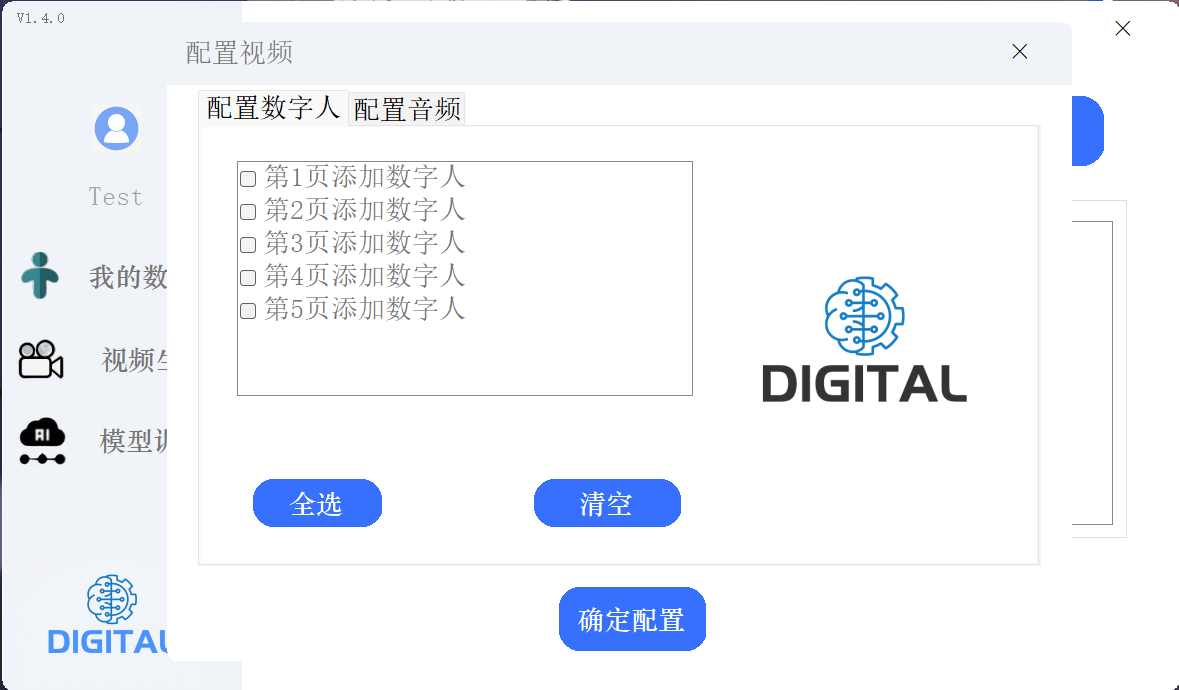 V1.4.0
配置视频
配置数字人
配置音频
Test
第1页添加数字人
第2页添加数字人
第3页添加数字人
第4页添加数字人
第5页添加数字人
我的数
视频
模型
AI
DIGITAL
全选
清空
DIGITAL
确定配置